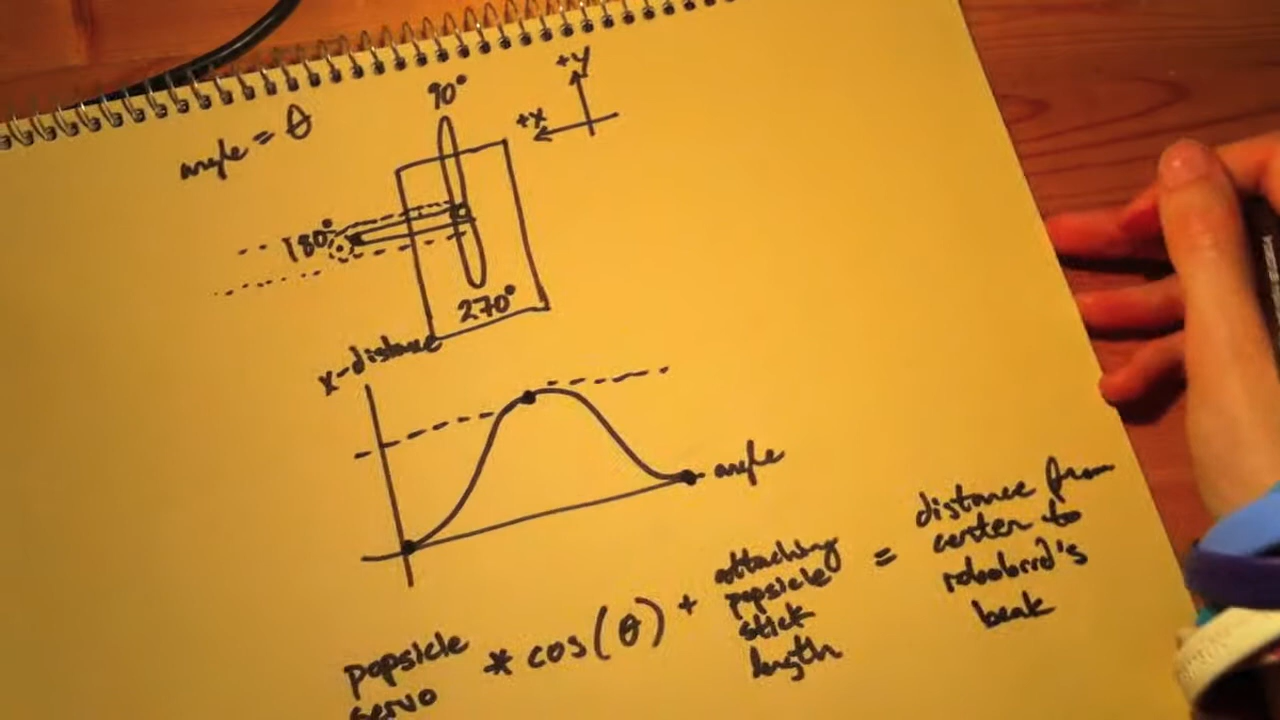 angle = θ
90°
+y
+x
180°
270°
x-distance
angle
popsicle
servo
* cos(θ) +
attaching
popsicle
stick
length
=
distance from
center to
robobird's
beak